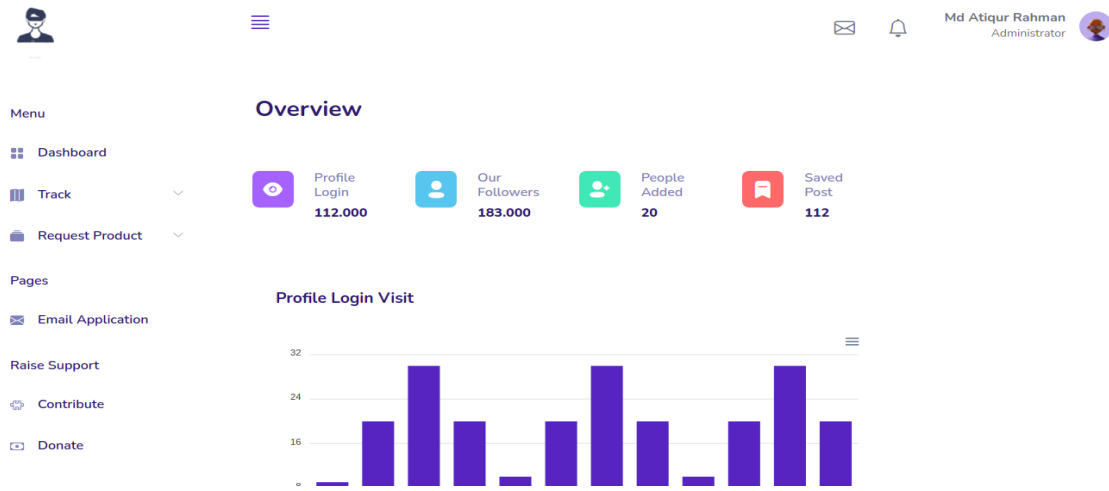 Md Atiqur Rahman
Administrator
Menu
Dashboard
Track
Request Product
Pages
Email Application
Raise Support
Contribute
Donate
Overview
Profile
Login
112.000
Our
Followers
183.000
People
Added
20
Saved
Post
112
Profile Login Visit
32
24
16
8